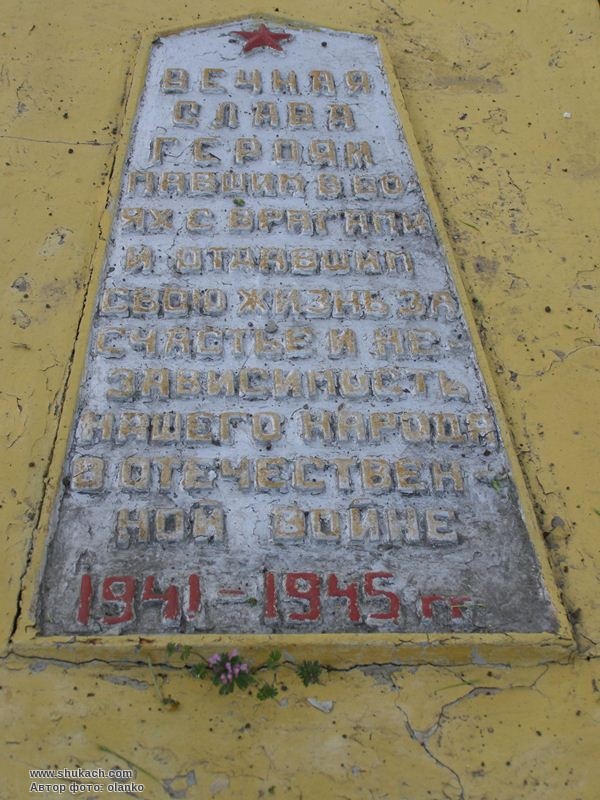 ВЕЧНАЯ
СЛАВА
ГЕРОЯМ
ПАВШИМ В БО-
ЯХ С ВРАГАМИ
И ОТДАВШИМ
СВОЮ ЖИЗНЬ ЗА
СЧАСТЬЕ И НЕ-
ЗАВИСИМОСТЬ
НАШЕГО НАРОДА
В ОТЕЧЕСТВЕН-
НОЙ ВОЙНЕ
1941-1945 гг.
www.shukach.com
Автор фото: olanko